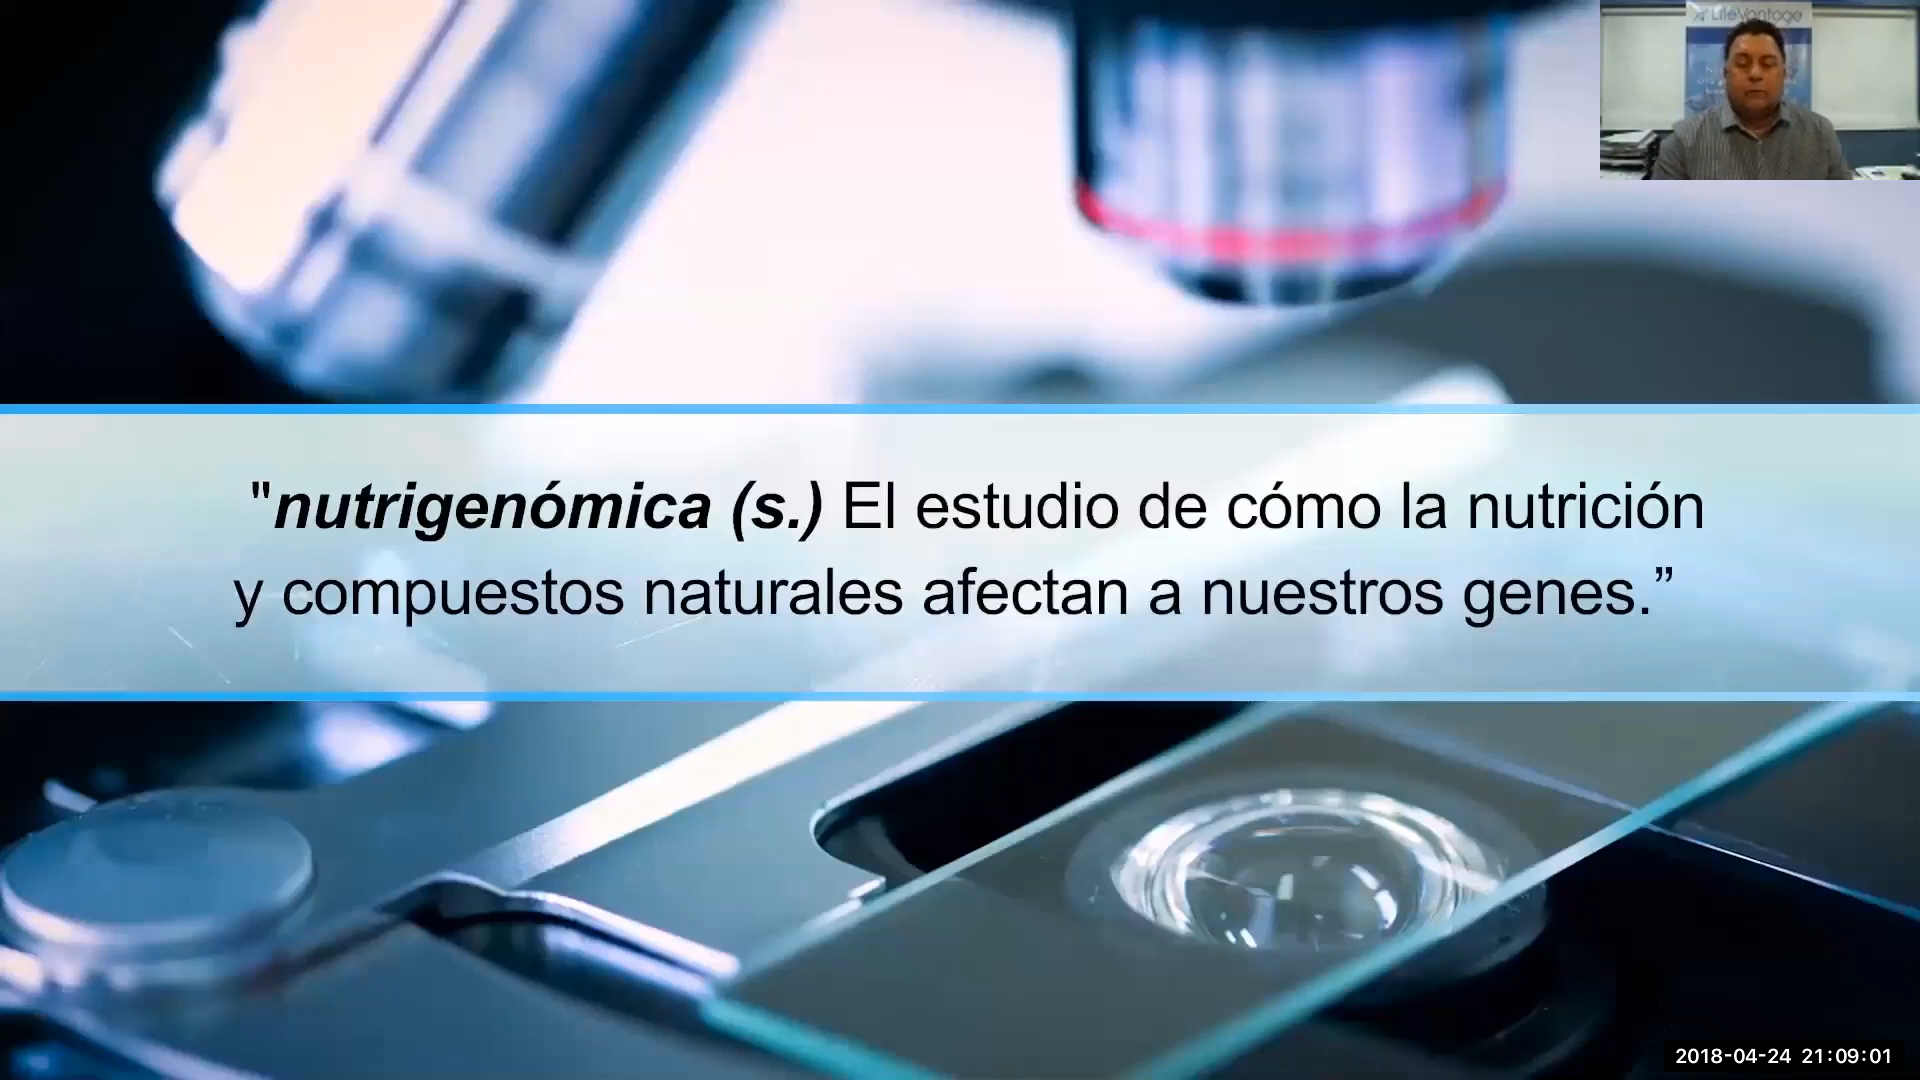 LifeVantage
"nutrigenómica (s.) El estudio de cómo la nutrición
y compuestos naturales afectan a nuestros genes.”
2018-04-24 21:09:01